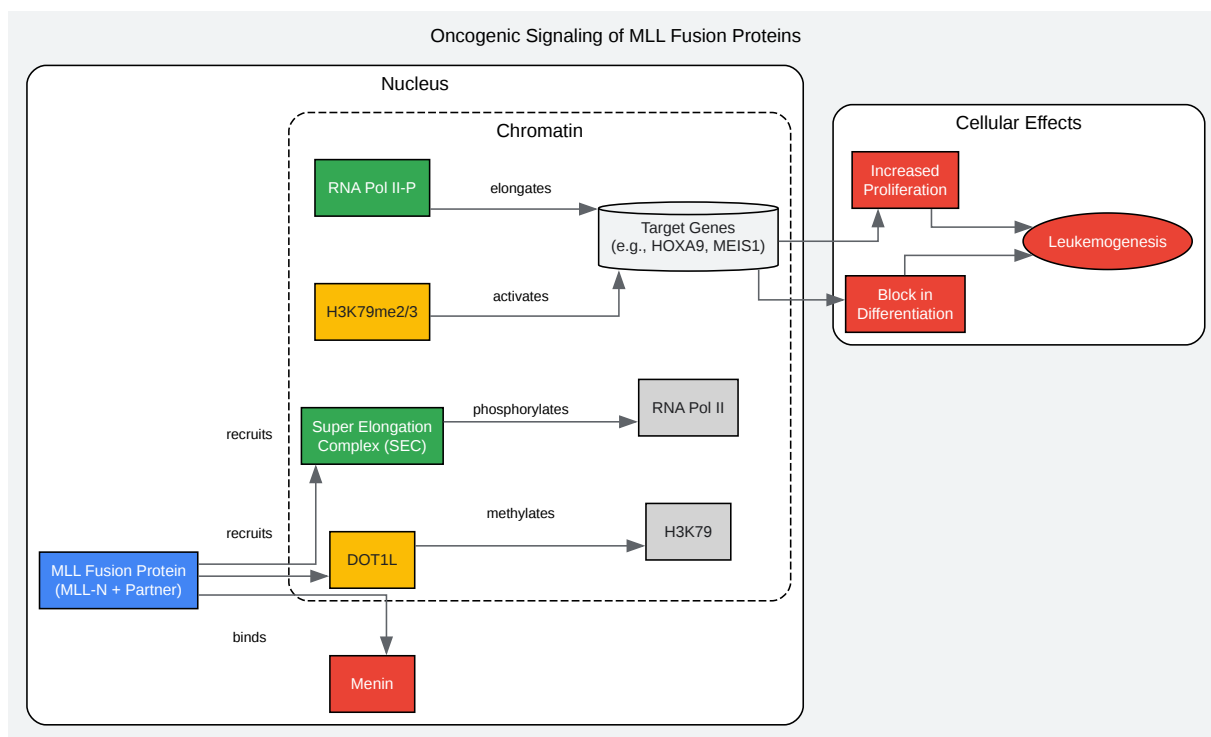 Oncogenic Signaling of MLL Fusion Proteins
Nucleus
Chromatin
RNA Pol II-P
elongates
Target Genes
(e.g., HOXA9, MEIS1)
H3K79me2/3
activates
Super Elongation
Complex (SEC)
phosphorylates
RNA Pol II
recruits
recruits
DOT1L
methylates
H3K79
MLL Fusion Protein
(MLL-N + Partner)
binds
Menin
Cellular Effects
Increased
Proliferation
Leukemogenesis
Block in
Differentiation